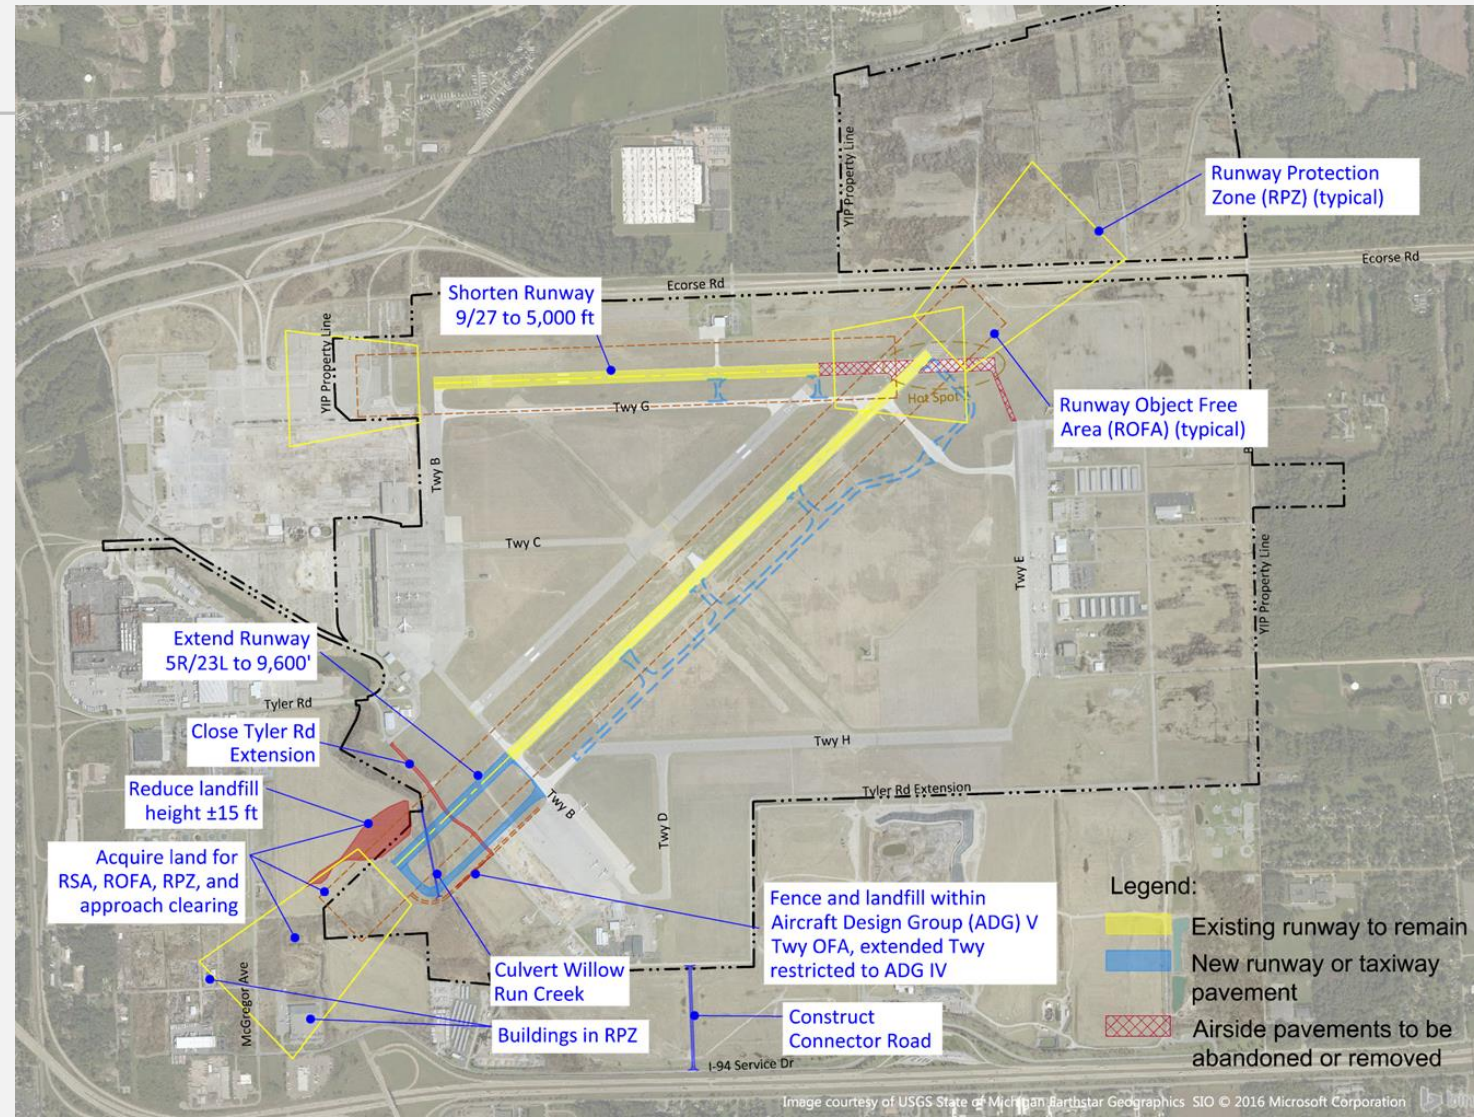 YIP Property Line
Runway Protection
Zone (RPZ) (typical)
Ecorse Rd
Ecorse Rd
Shorten Runway
9/27 to 5,000 ft
YIP Property Line
Hot Spot
Twy G
Runway Object Free
Area (ROFA) (typical)
Twy B
Twy C
Twy E
YIP Property Line
Extend Runway
5R/23L to 9,600'
Tyler Rd
Close Tyler Rd
Extension
Twy H
Reduce landfill
height ±15 ft
Twy B
Tyler Rd Extension
Twy D
Acquire land for
RSA, ROFA, RPZ, and
approach clearing
Fence and landfill within
Aircraft Design Group (ADG) V
Twy OFA, extended Twy
restricted to ADG IV
Legend:
Existing runway to remain
New runway or taxiway
pavement
Airside pavements to be
abandoned or removed
Culvert Willow
Run Creek
McGregor Ave
Buildings in RPZ
Construct
Connector Road
I-94 Service Dr
Image courtesy of USGS State of Michigan Earthstar Geographics SIO © 2016 Microsoft Corporation